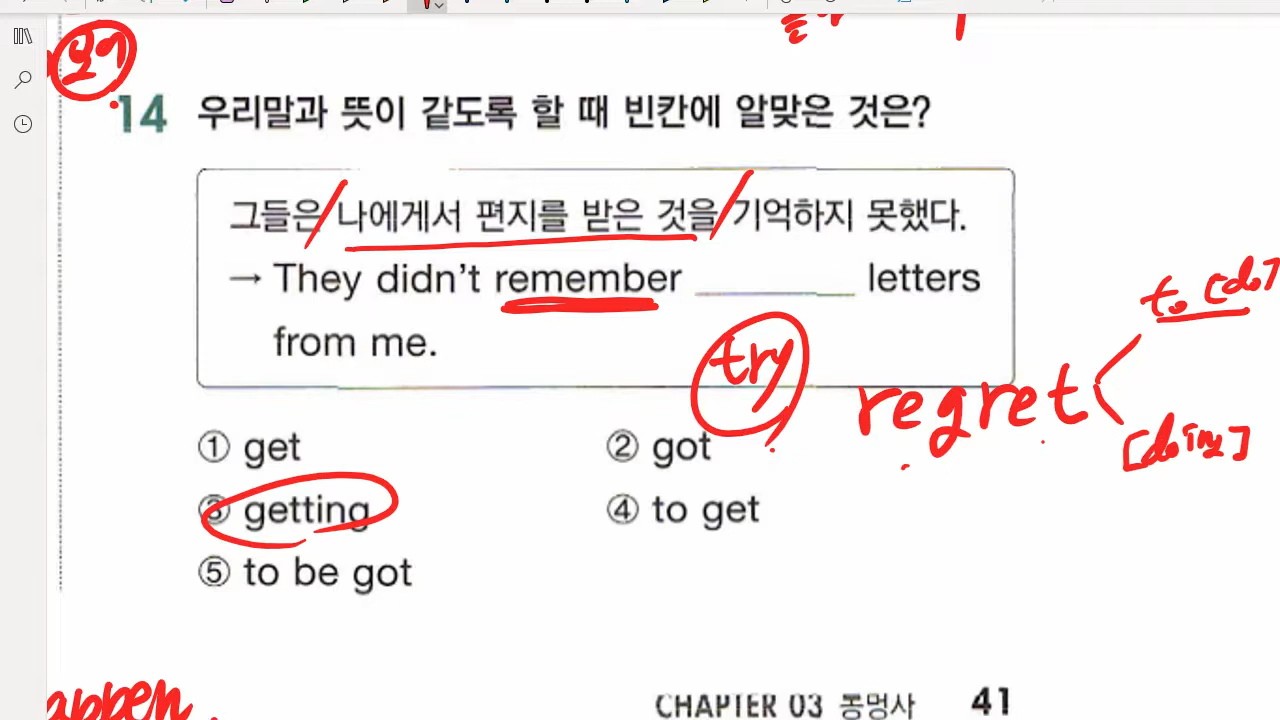 보어
14 우리말과 뜻이 같도록 할 때 빈칸에 알맞은 것은?
그들은 나에게서 편지를 받은 것을 기억하지 못했다.
→ They didn't remember ________ letters
from me.
to [do]
try
regret
[doing]
① get ② got
③ getting ④ to get
⑤ to be got
appen
CHAPTER 03 동명사 41